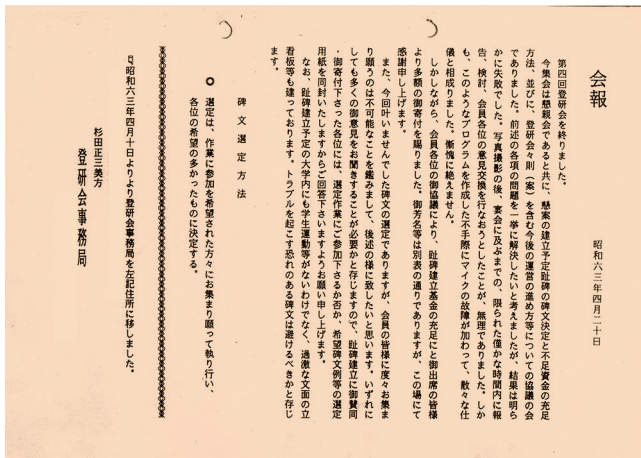 会報
昭和六三年四月二十日
第四回登研会を終りました。
今集会は懇親会であると共に、懸案の建立予定趾碑の碑文決定と不足資金の充足
方法、並びに、登研会々則（案）を含む今後の運営の進め方等についての協議の会
でありました。前述の各項の問題を一挙に解決したいと考えましたが、結果は明ら
かに失敗でした。写真撮影の後、宴会に及ぶまでの、限られた僅かな時間内に報
告、検討、会員各位の意見交換を行なおうとしたことが、無理でありました。しか
も、このようなプログラムを作成した不手際にマイクの故障が加わって、散々な仕
儀と相成りました。慚愧に絶えません。
しかしながら、会員各位の御協議により、趾碑建立基金の充足にと御出席の皆様
より多額の御寄付を賜りました。御芳名等は別表の通りでありますが、この場にて
感謝申し上げます。
また、今回叶いませんでした碑文の選定でありますが、会員の皆様に度々お集ま
り願うのは不可能なことを鑑みまして、後述の様に致したいと思います。いずれに
しても多くの御意見をお聞きすることが必要かと存じますので、趾碑建立に御賛同
・御寄付下さった各位には、選定作業にご参加下さるか否か、希望碑文例等の選定
用紙を同封いたしますからご回答下さいますようお願い申し上げます。
なお、趾碑建立予定の大学内にも学生運動等がないわけでなく、過激な文面の立
看板等も建っております。トラブルを起こす恐れのある碑文は避けるべきかと存じ
ます。
碑文選定方法
○ 選定は、作業に参加を希望された方々にお集まり願って執り行い、
各位の希望の多かったものに決定する。
『昭和六三年四月十日よりより登研会事務局を左記住所に移しました。
杉田正三美方
登研会事務局